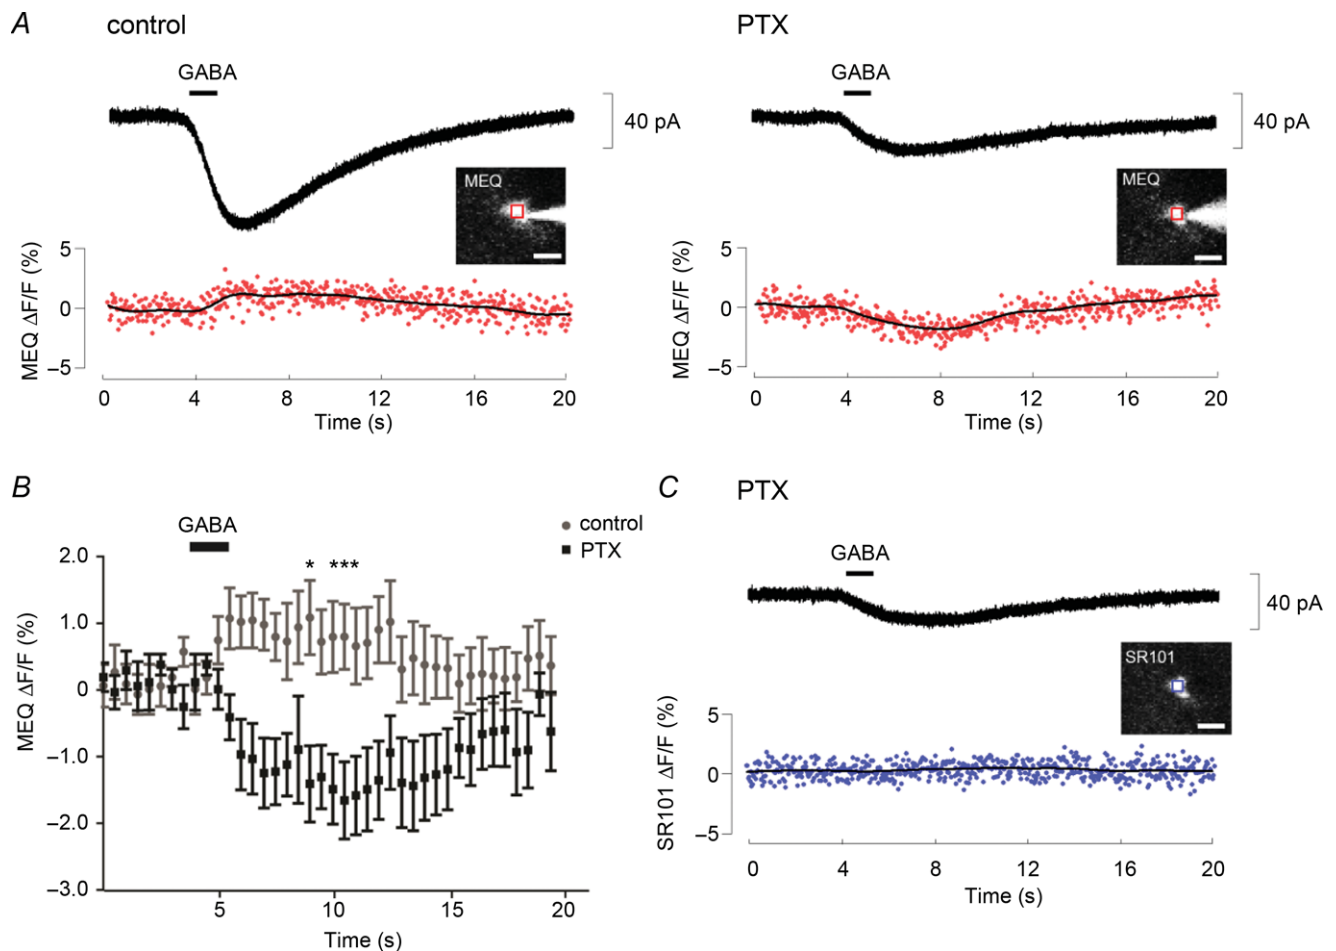 A control PTX
GABA GABA
40 pA 40 pA
MEQ MEQ
MEQ ΔF/F (%)
5
0
−5
0 4 8 12 16 20
Time (s)
MEQ ΔF/F (%)
5
0
−5
0 4 8 12 16 20
Time (s)
B
GABA
control
PTX
* ***
MEQ ΔF/F (%)
2.0
1.0
0
−1.0
−2.0
−3.0
5 10 15 20
Time (s)
C PTX
GABA
40 pA
SR101
SR101 ΔF/F (%)
5
0
−5
0 4 8 12 16 20
Time (s)